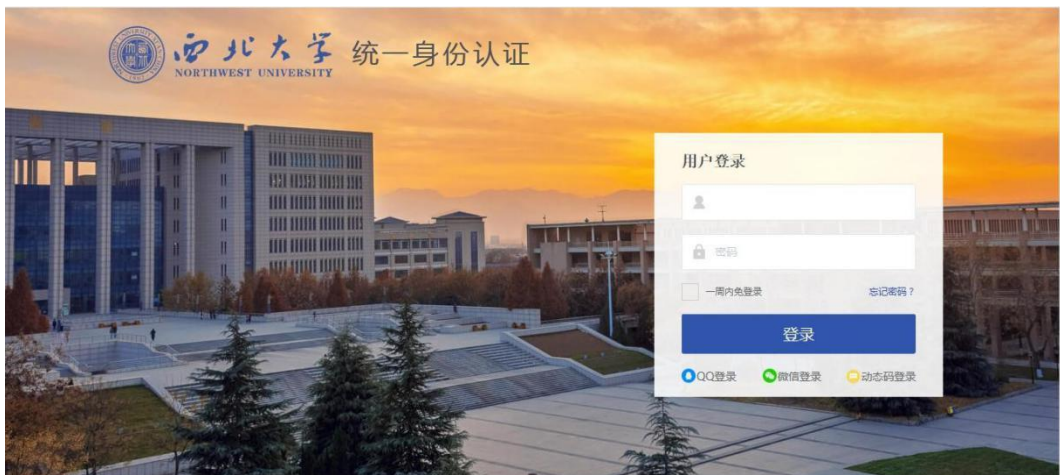 西北大学 统一身份认证
NORTHWEST UNIVERSITY
用户登录
密码
一周内免登录 忘记密码？
登录
QQ登录 微信登录 动态码登录